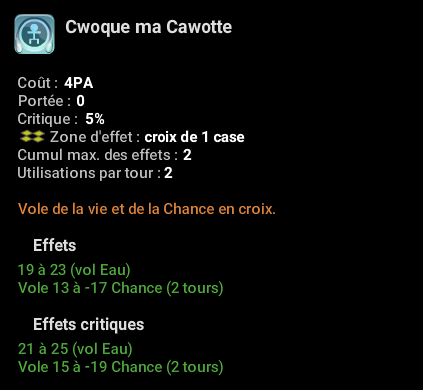 Cwoque ma Cawotte
Coût : 4PA
Portée : 0
Critique : 5%
Zone d'effet : croix de 1 case
Cumul max. des effets : 2
Utilisations par tour : 2
Vole de la vie et de la Chance en croix.
Effets
19 à 23 (vol Eau)
Vole 13 à -17 Chance (2 tours)
Effets critiques
21 à 25 (vol Eau)
Vole 15 à -19 Chance (2 tours)